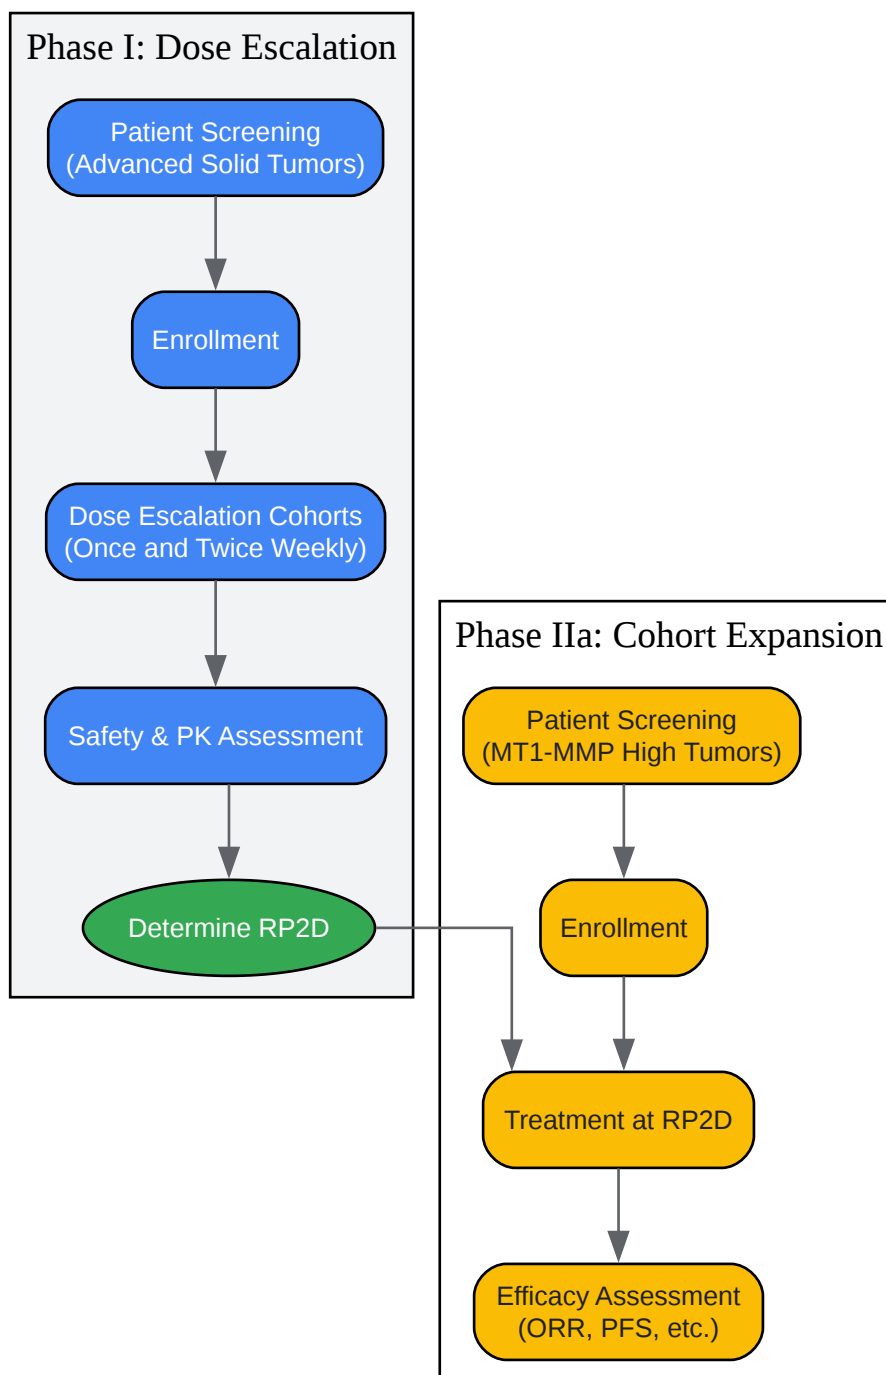 Phase I: Dose Escalation
Patient Screening
(Advanced Solid Tumors)
Enrollment
Dose Escalation Cohorts
(Once and Twice Weekly)
Safety & PK Assessment
Determine RP2D
Phase IIa: Cohort Expansion
Patient Screening
(MT1-MMP High Tumors)
Enrollment
Treatment at RP2D
Efficacy Assessment
(ORR, PFS, etc.)